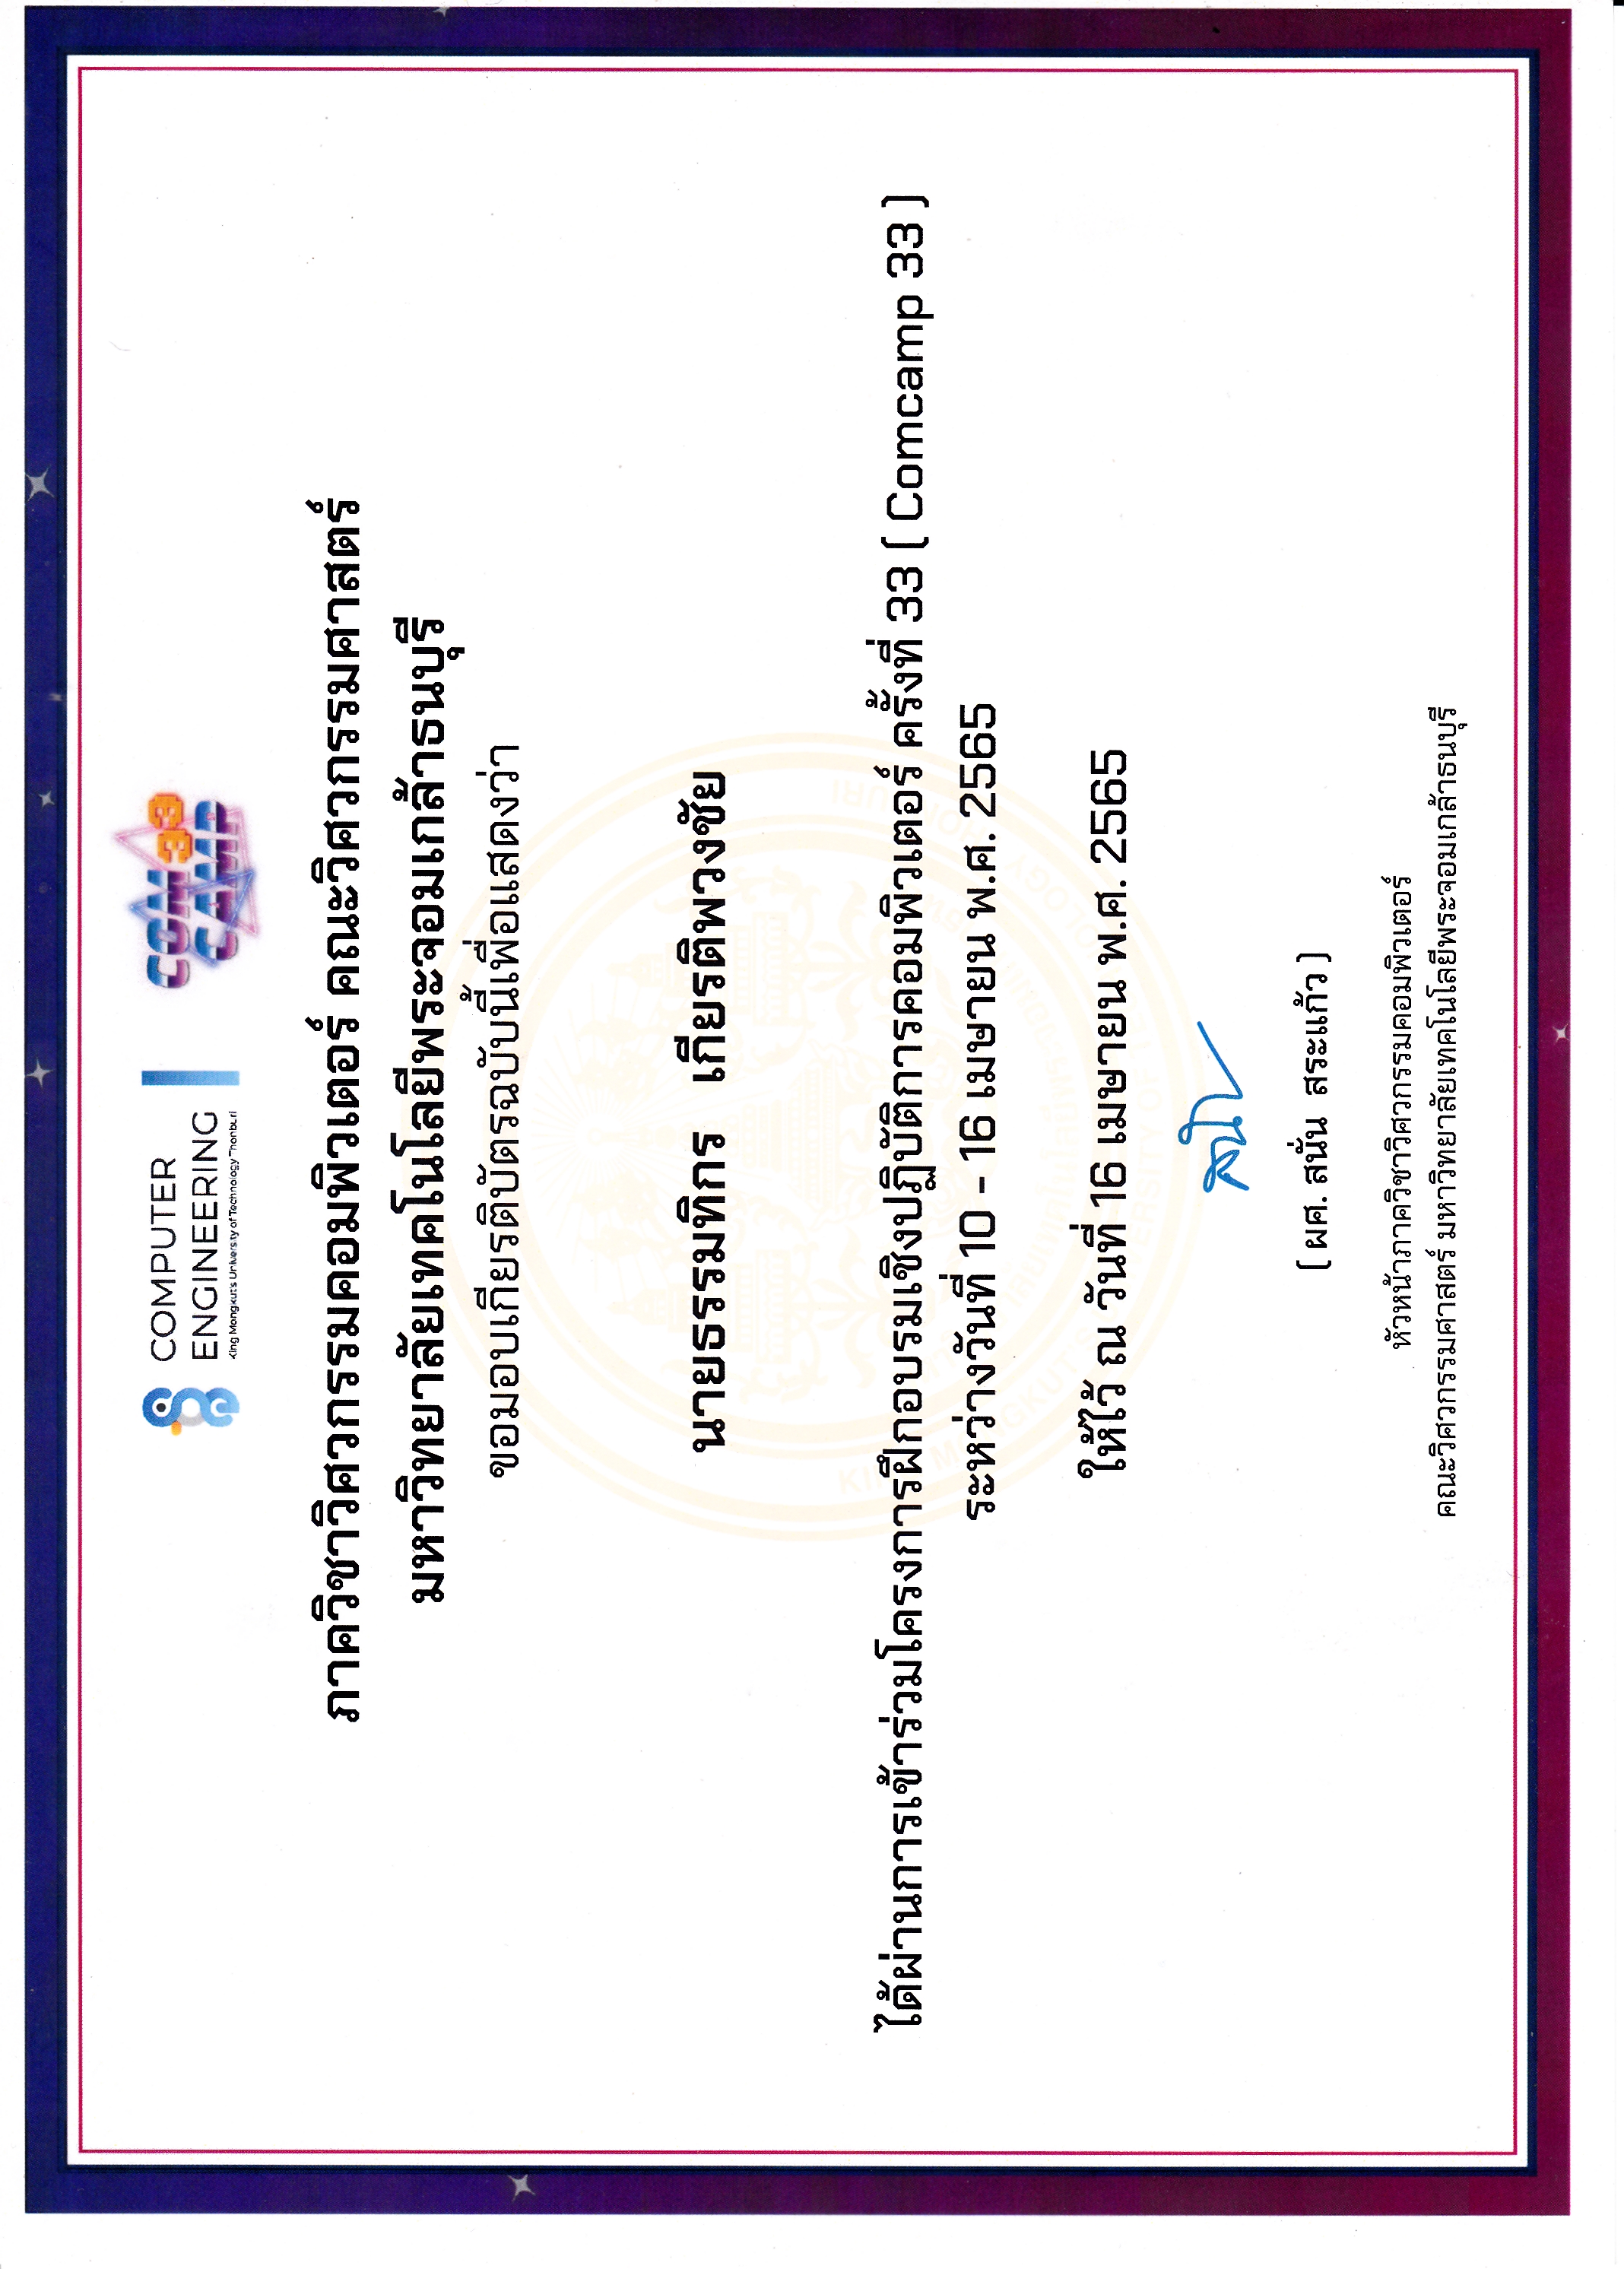 COMPUTER
ENGINEERING
King Mongkut's University of Technology Thonburi
COM 33
CAMP
ภาควิชาวิศวกรรมคอมพิวเตอร์ คณะวิศวกรรมศาสตร์
มหาวิทยาลัยเทคโนโลยีพระจอมเกล้าธนบุรี
ขอมอบเกียรติบัตรฉบับนี้เพื่อแสดงว่า
นายธรรมทิกร เกียรติพวงชัย
ได้ผ่านการเข้าร่วมโครงการฝึกอบรมเชิงปฏิบัติการคอมพิวเตอร์ ครั้งที่ 33 ( Comcamp 33 )
ระหว่างวันที่ 10 - 16 เมษายน พ.ศ. 2565
ให้ไว้ ณ วันที่ 16 เมษายน พ.ศ. 2565
( ผศ. สนั่น สระแก้ว )
หัวหน้าภาควิชาวิศวกรรมคอมพิวเตอร์
คณะวิศวกรรมศาสตร์ มหาวิทยาลัยเทคโนโลยีพระจอมเกล้าธนบุรี